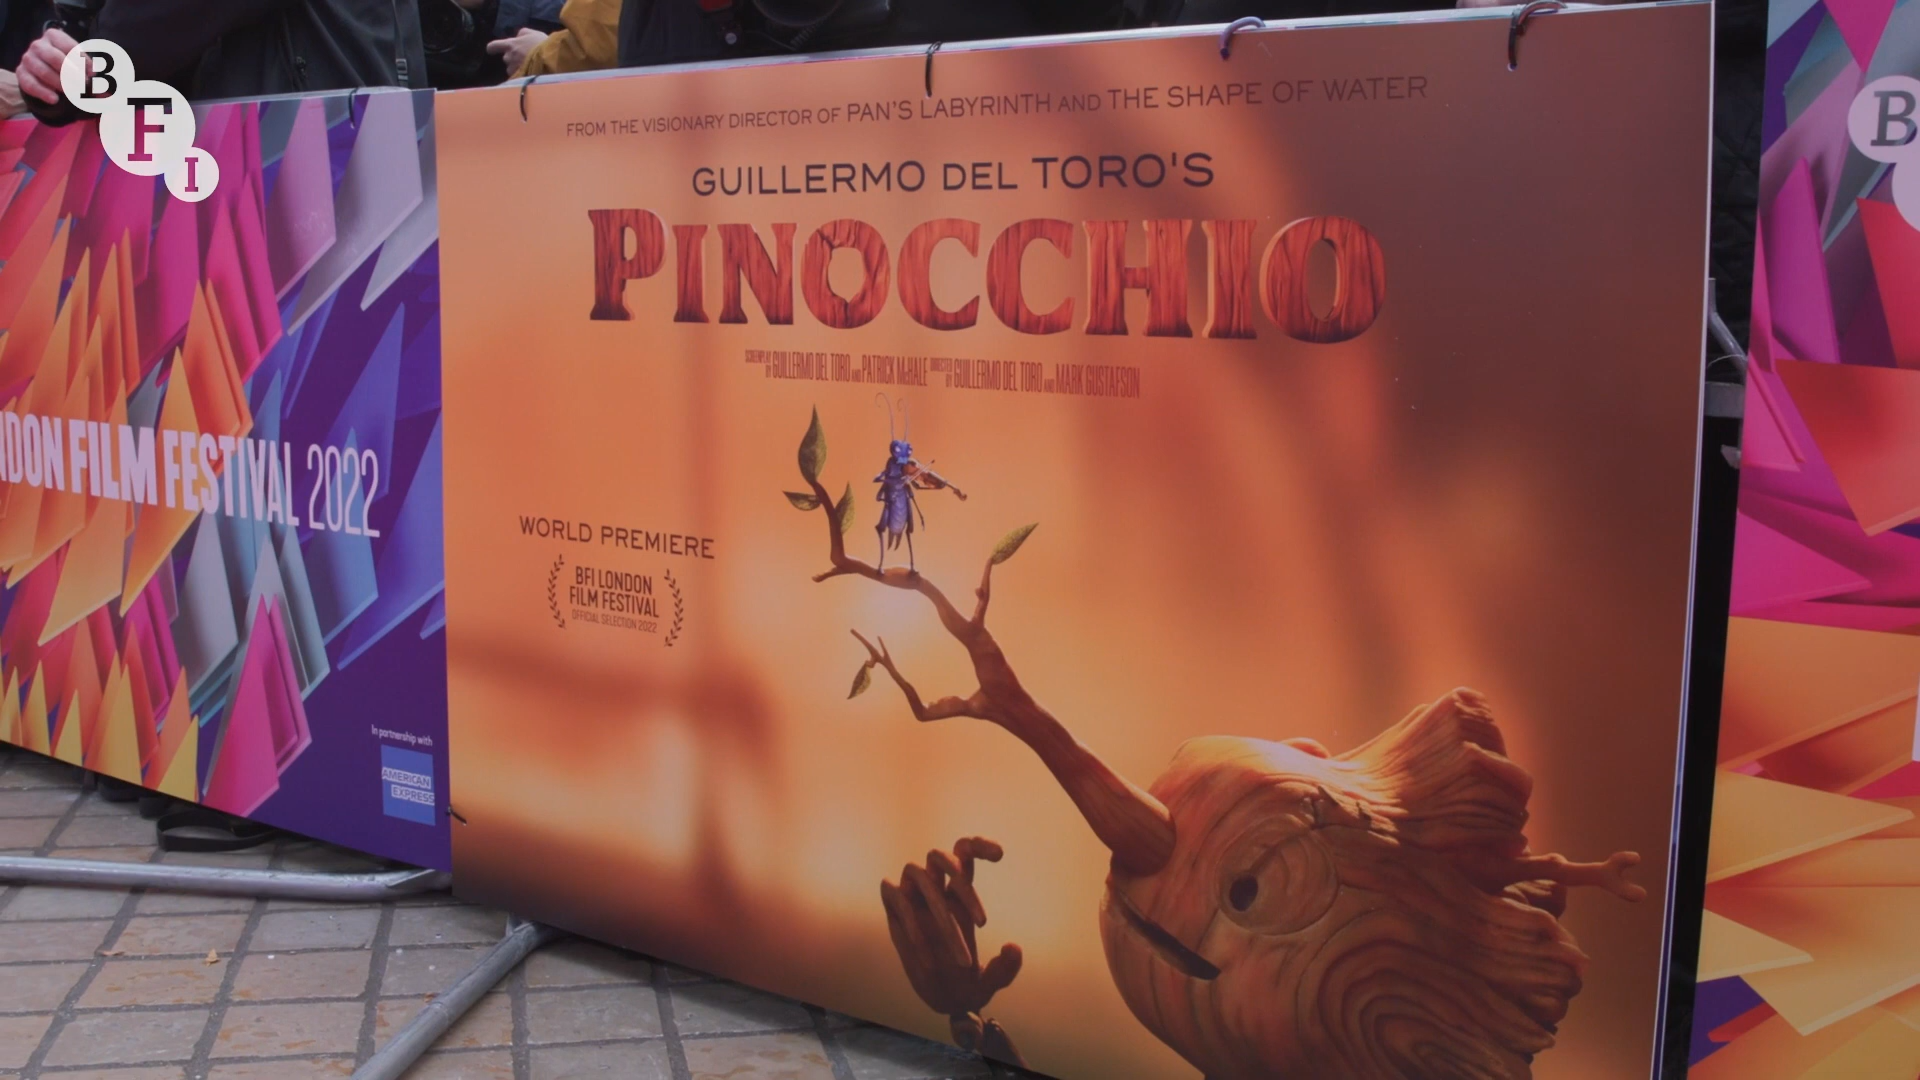 BFI
FROM THE VISIONARY DIRECTOR OF PAN'S LABYRINTH AND THE SHAPE OF WATER
GUILLERMO DEL TORO'S
PINOCCHIO
SCREENPLAY BY GUILLERMO DEL TORO AND PATRICK McHALE DIRECTED BY GUILLERMO DEL TORO AND MARK GUSTAFSON
NDON FILM FESTIVAL 2022
WORLD PREMIERE
BFI LONDON
FILM FESTIVAL
OFFICIAL SELECTION 2022
In partnership with
AMERICAN
EXPRESS
B